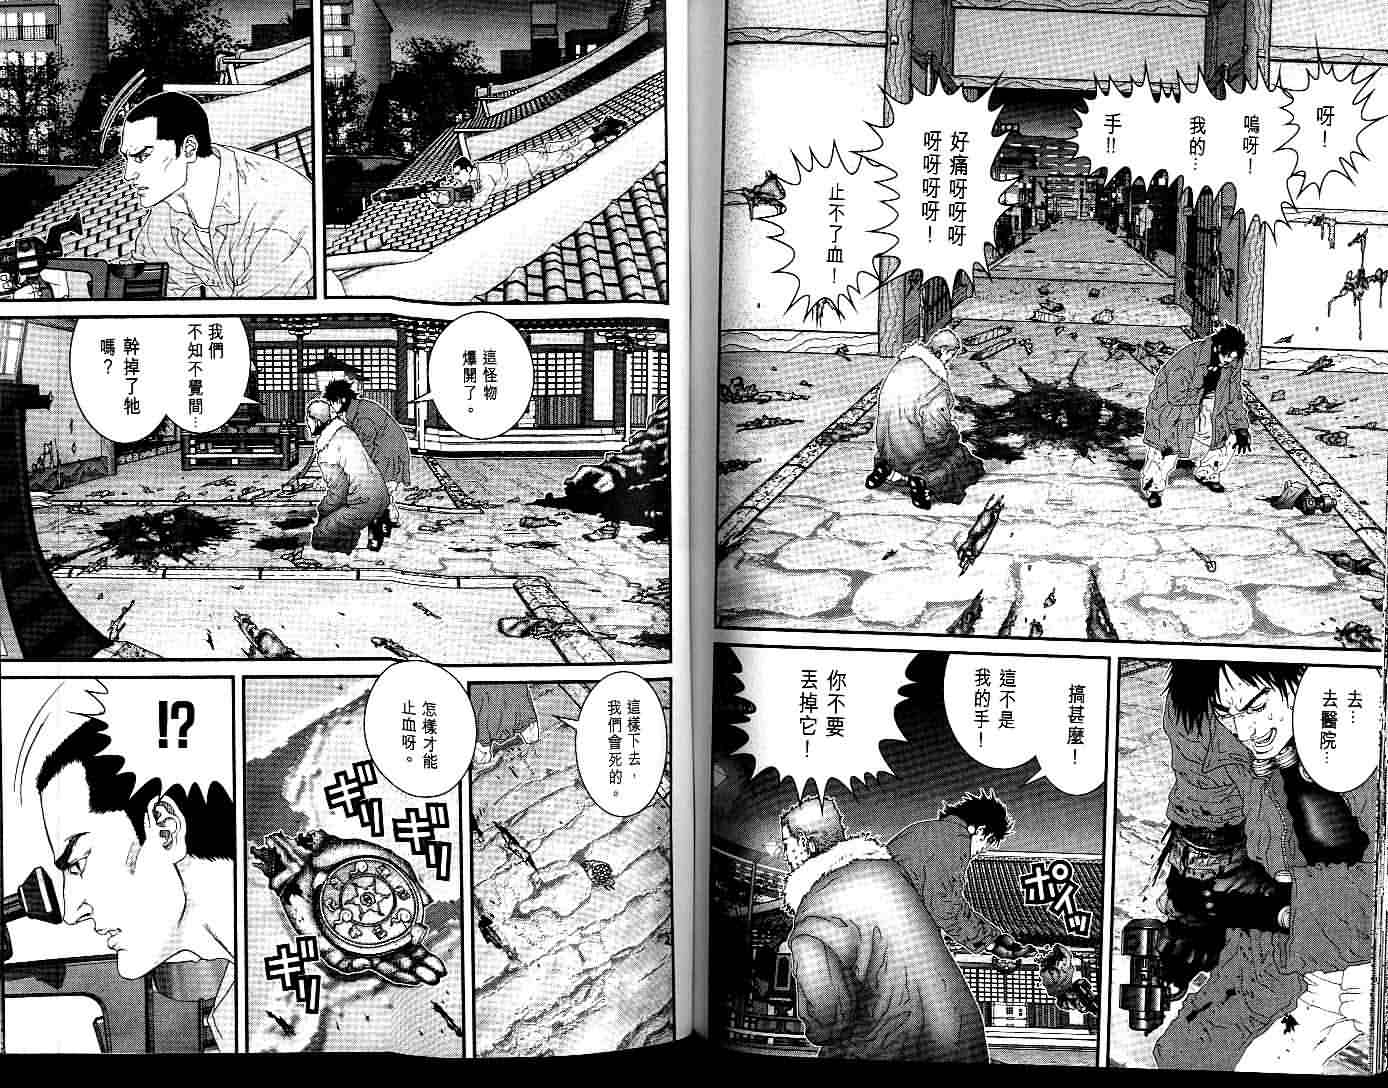 呀！
嗚呀！
我的…
手!!
好痛呀呀呀
呀呀呀呀！
止不了血！
去…
去醫院…
搞甚麼！
這不是
我的手！
你不要
丟掉它！
ポイッ
這怪物
爆開了。
我們
不知不覺間…
幹掉了牠
嗎？
這樣下去，
我們會死的。
怎樣才能
止血呀。
ギリ
ギリ
ギリ
!?